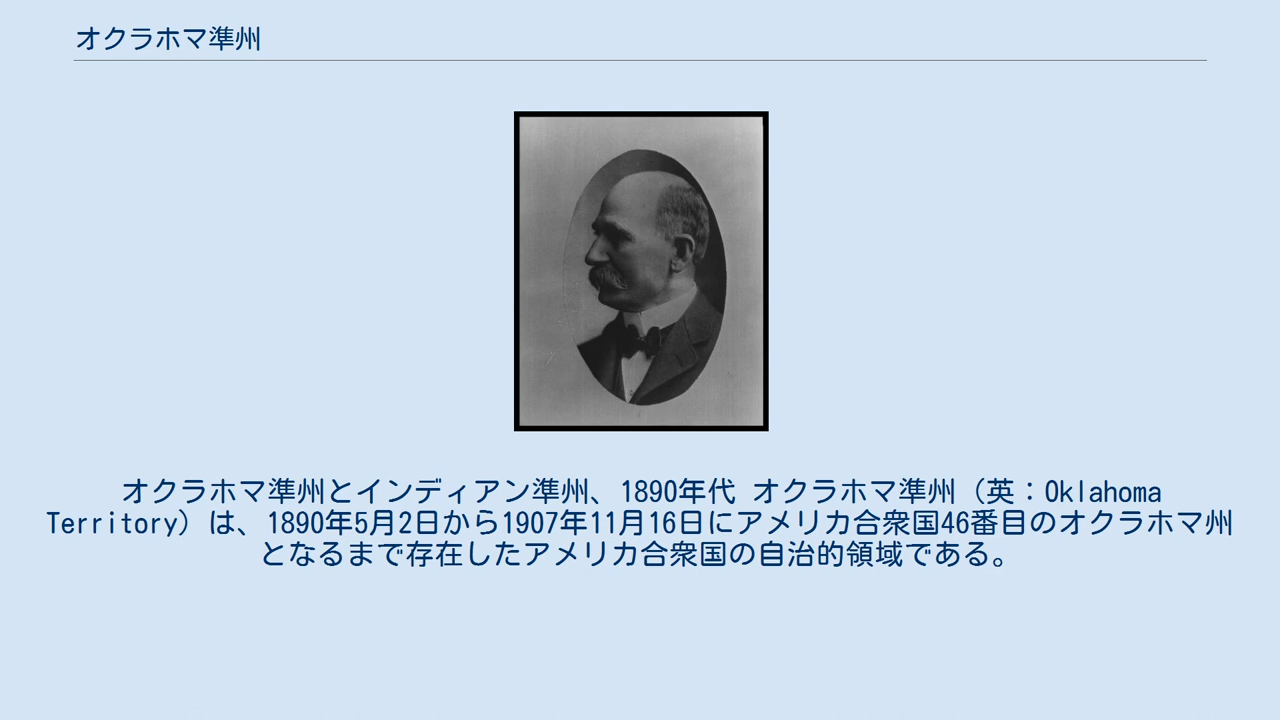 オクラホマ準州
オクラホマ準州とインディアン準州、1890年代 オクラホマ準州（英：Oklahoma
Territory）は、1890年5月2日から1907年11月16日にアメリカ合衆国46番目のオクラホマ州
となるまで存在したアメリカ合衆国の自治的領域である。